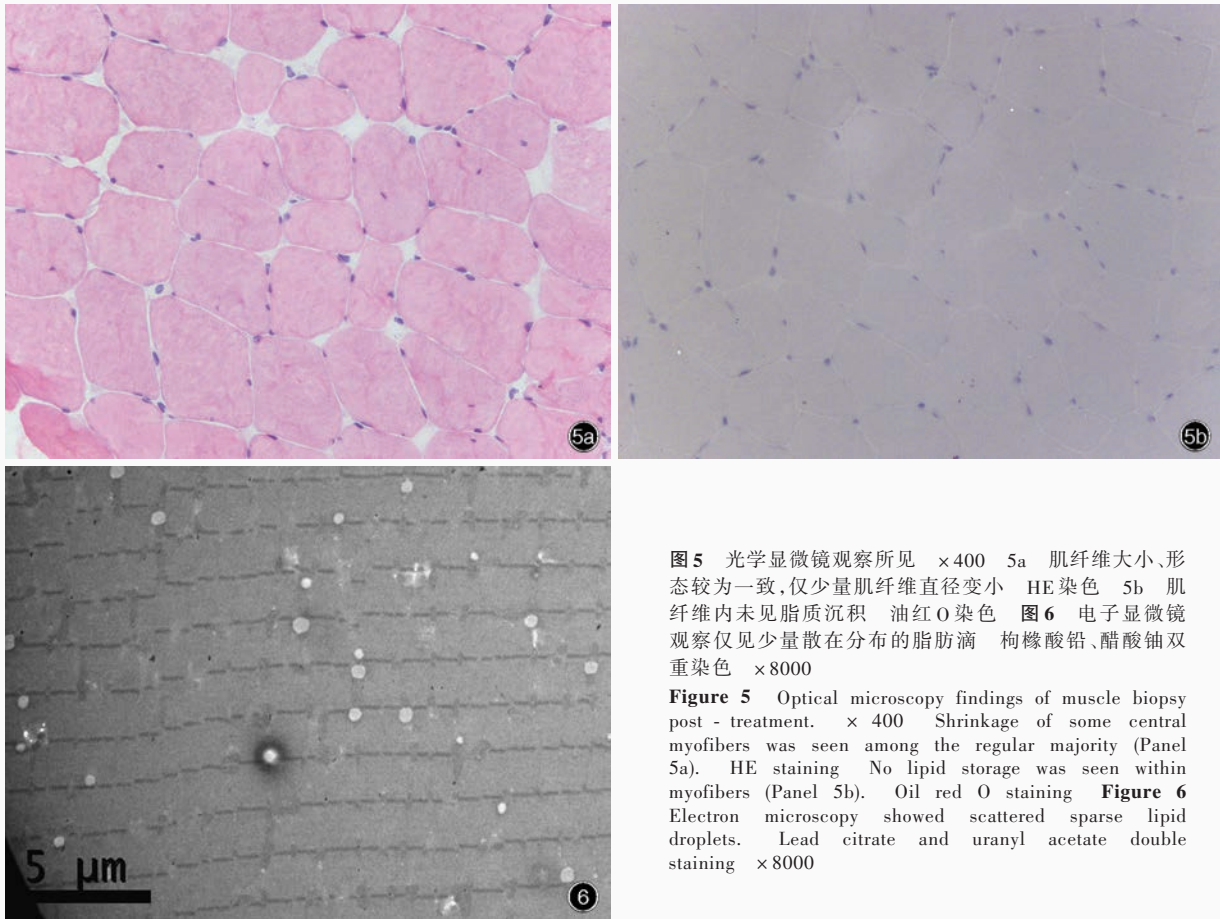 5a
5b
5 μm
6
图5 光学显微镜观察所见 ×400 5a 肌纤维大小、形
态较为一致,仅少量肌纤维直径变小 HE染色 5b 肌
纤维内未见脂质沉积 油红O染色 图6 电子显微镜
观察仅见少量散在分布的脂肪滴 枸橼酸铅、醋酸铀双
重染色 ×8000
Figure 5 Optical microscopy findings of muscle biopsy
post - treatment. × 400 Shrinkage of some central
myofibers was seen among the regular majority (Panel
5a). HE staining No lipid storage was seen within
myofibers (Panel 5b). Oil red O staining Figure 6
Electron microscopy showed scattered sparse lipid
droplets. Lead citrate and uranyl acetate double
staining ×8000